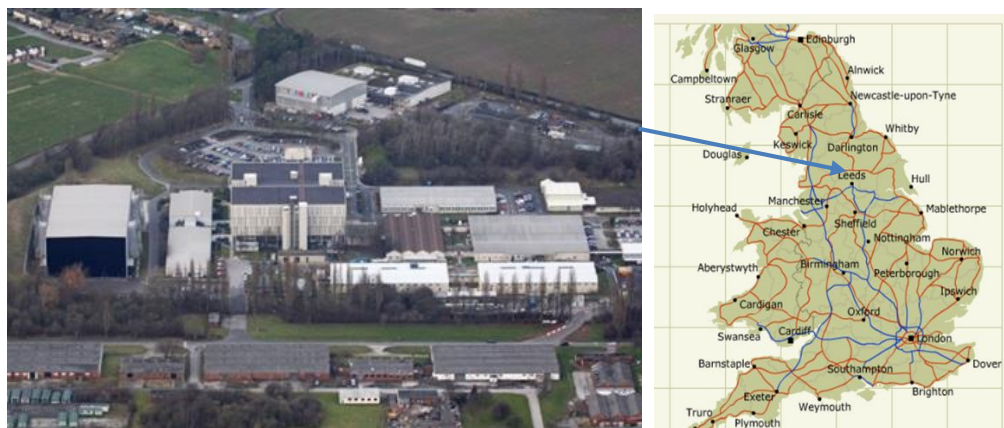 Glasgow
Edinburgh
Campbeltown
Alnwick
Stranraer
Newcastle-upon-Tyne
Carlisle
Keswick
Darlington
Whitby
Douglas
Leeds
Hull
Manchester
Holyhead
Sheffield
Mablethorpe
Chester
Nottingham
Norwich
Aberystwyth
Birmingham
Peterborough
Ipswich
Cardigan
Oxford
Swansea
Cardiff
London
Barnstaple
Southampton
Dover
Exeter
Weymouth
Brighton
Truro
Plymouth